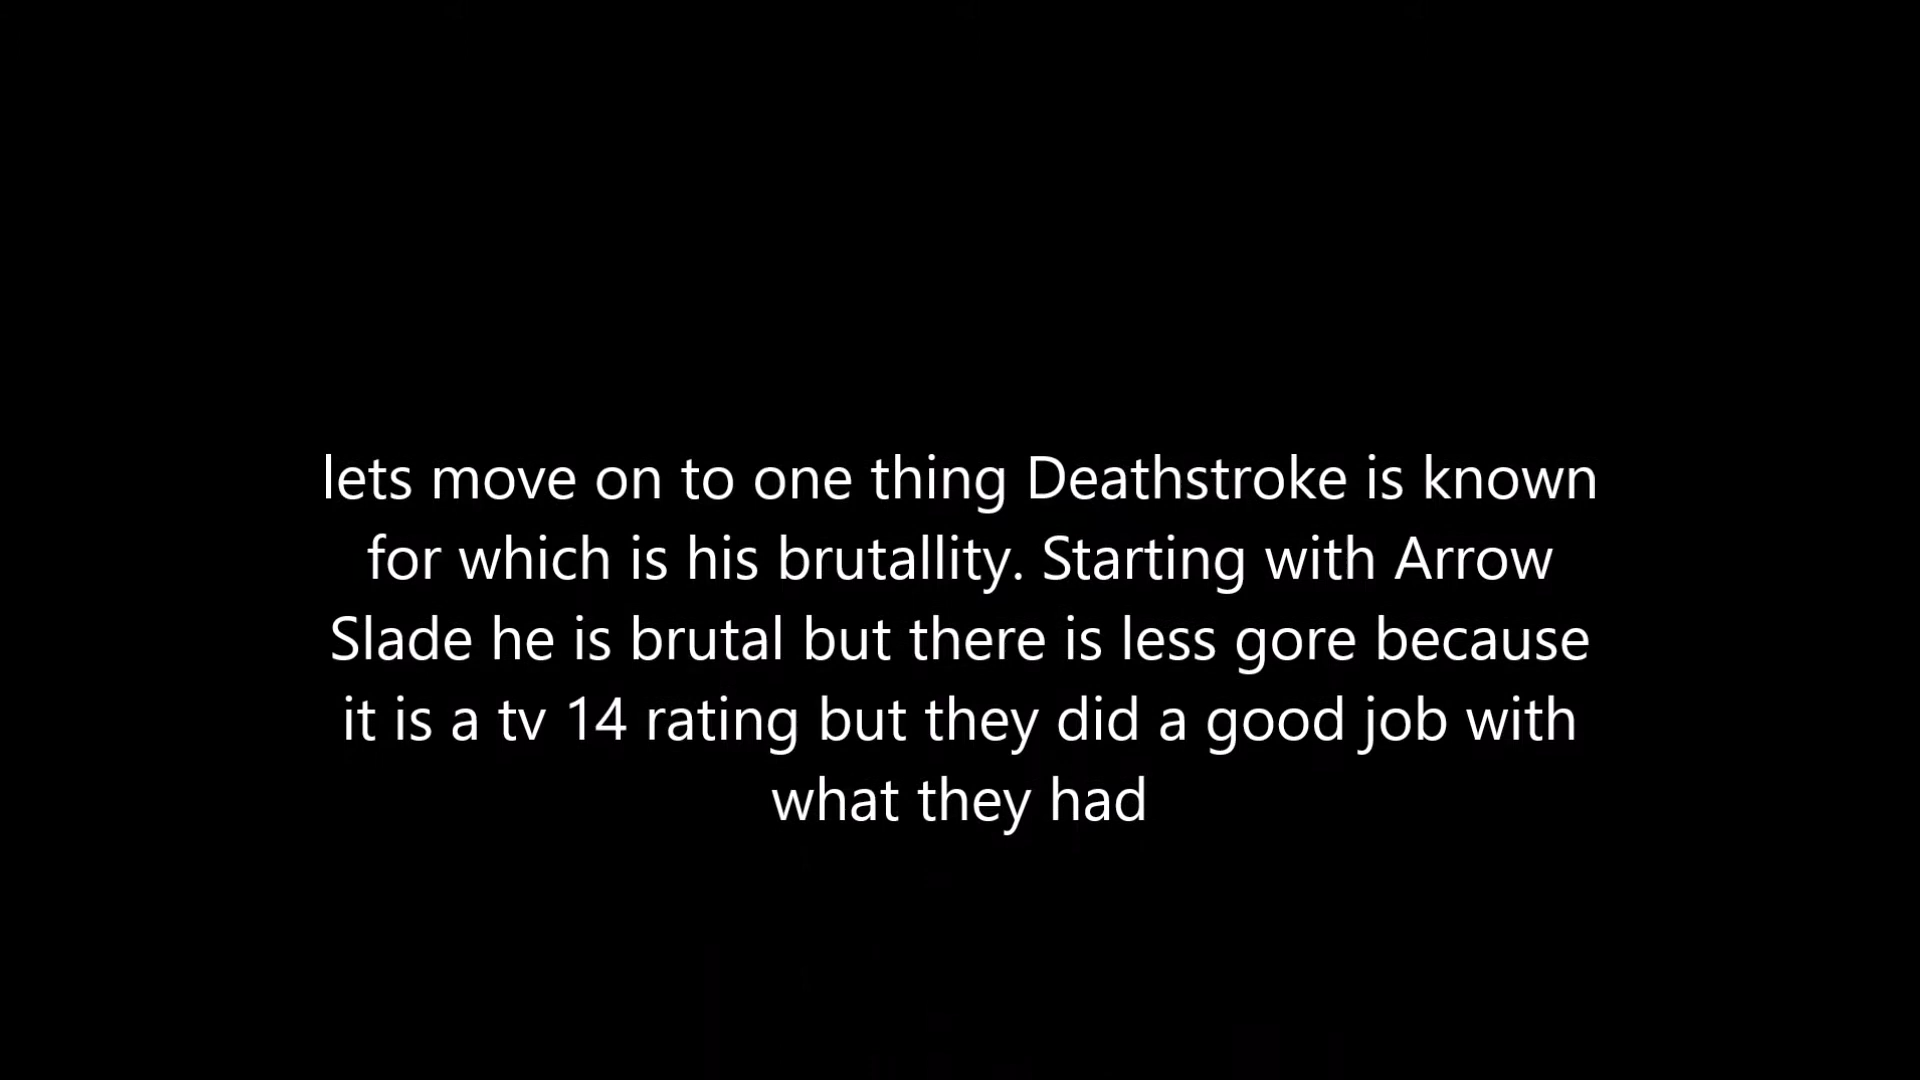 lets move on to one thing Deathstroke is known
for which is his brutallity. Starting with Arrow
Slade he is brutal but there is less gore because
it is a tv 14 rating but they did a good job with
what they had